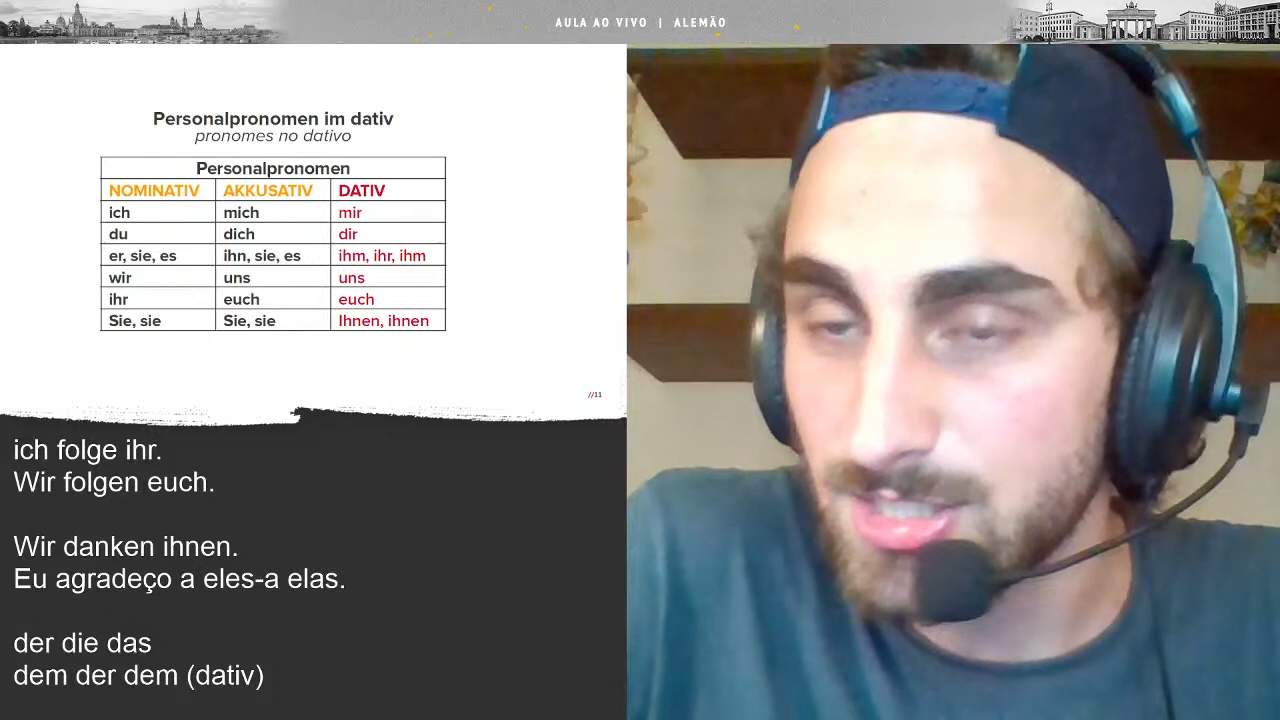 AULA AO VIVO | ALEMÃO
Personalpronomen im dativ
pronomes no dativo
Personalpronomen
NOMINATIV AKKUSATIV DATIV
ich mich mir
du dich dir
er, sie, es ihn, sie, es ihm, ihr, ihm
wir uns uns
ihr euch euch
Sie, sie Sie, sie Ihnen, ihnen
//11
ich folge ihr.
Wir folgen euch.
Wir danken ihnen.
Eu agradeço a eles-a elas.
der die das
dem der dem (dativ)